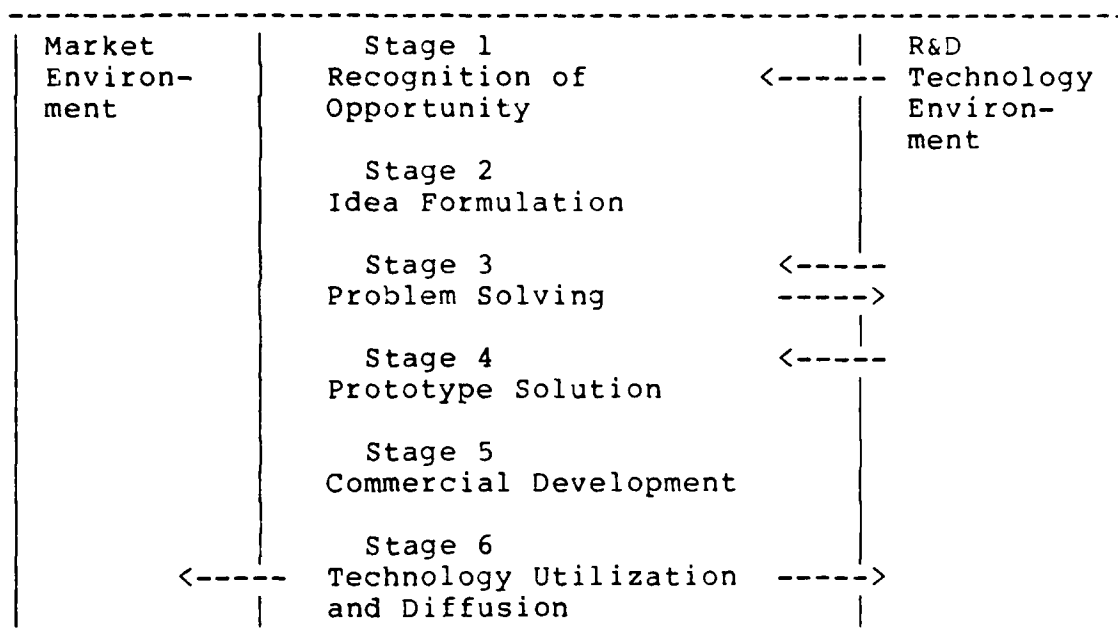 Market
Environ-
ment
Stage 1
Recognition of
Opportunity
Stage 2
Idea Formulation
Stage 3
Problem Solving
Stage 4
Prototype Solution
Stage 5
Commercial Development
Stage 6
Technology Utilization
and Diffusion
R&D
Technology
Environ-
ment